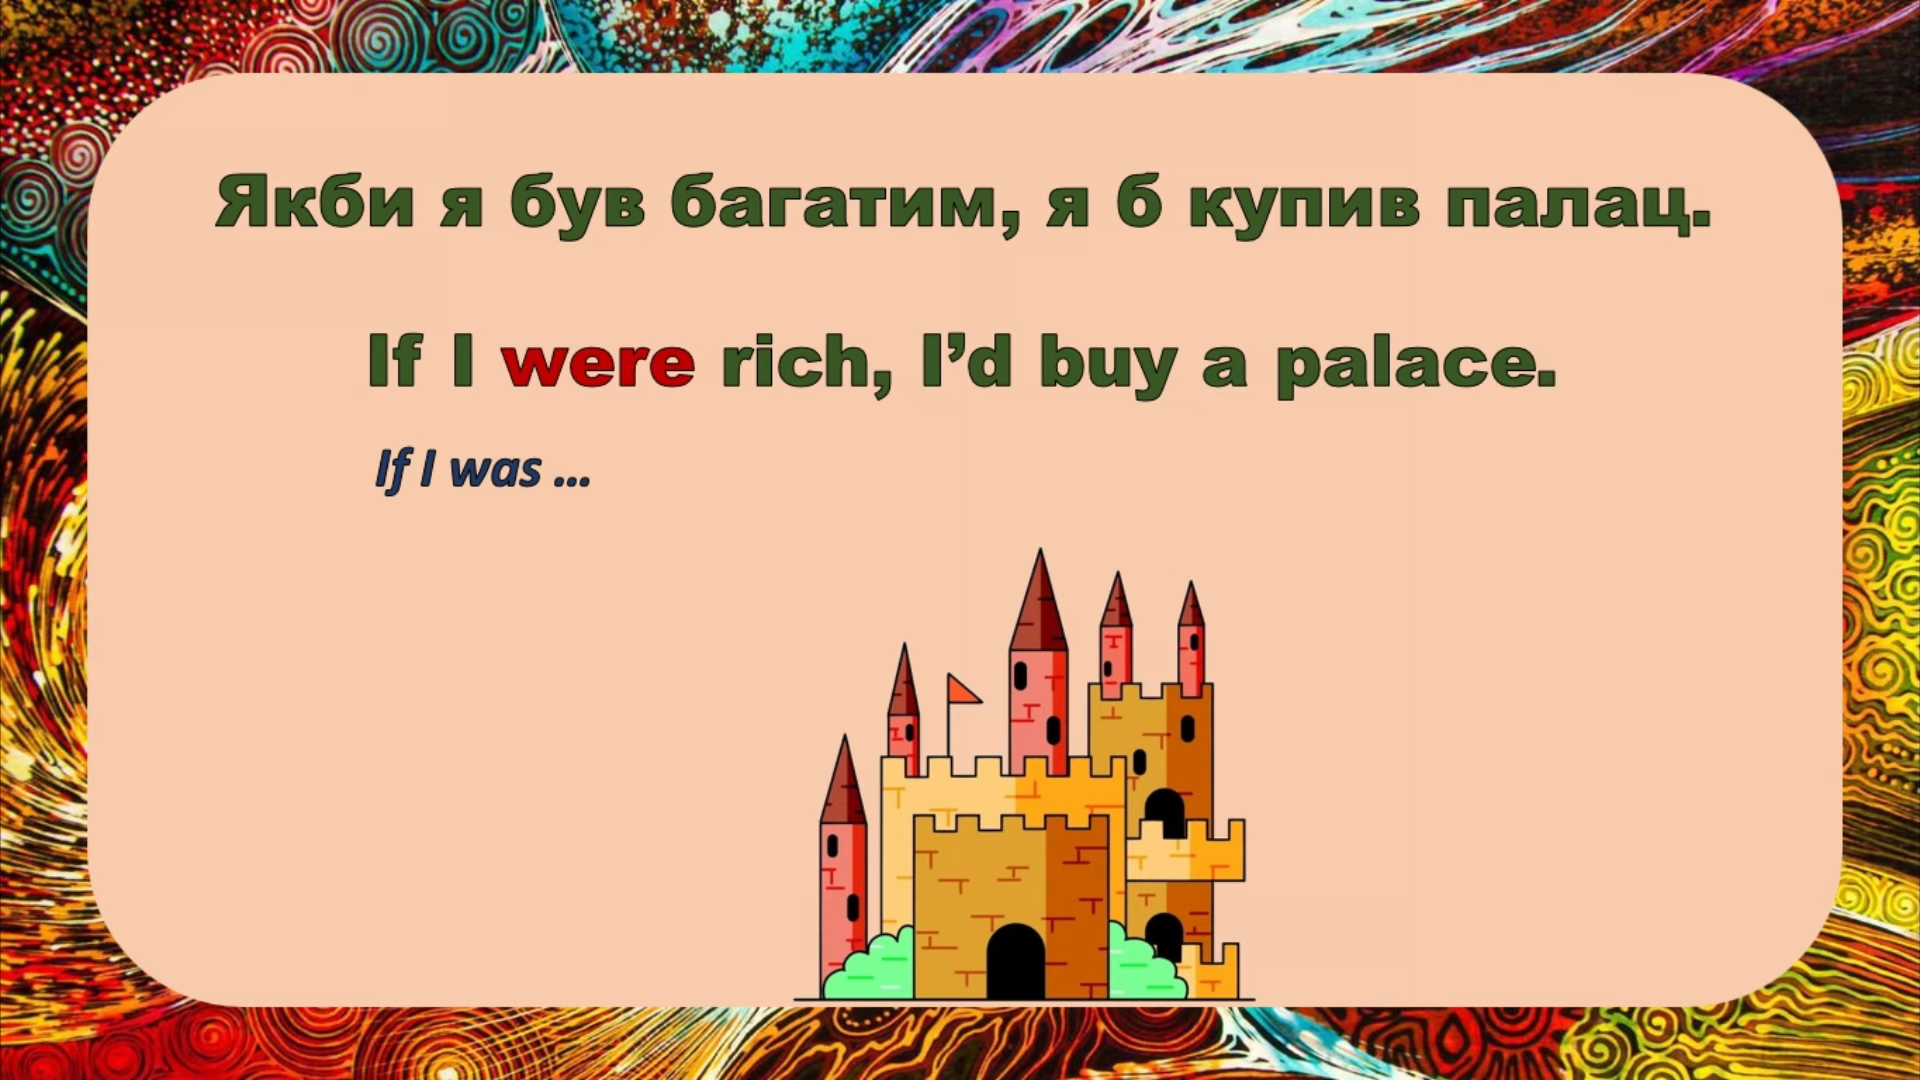 Якби я був багатим, я б купив палац.
If I were rich, I’d buy a palace.
If I was ...